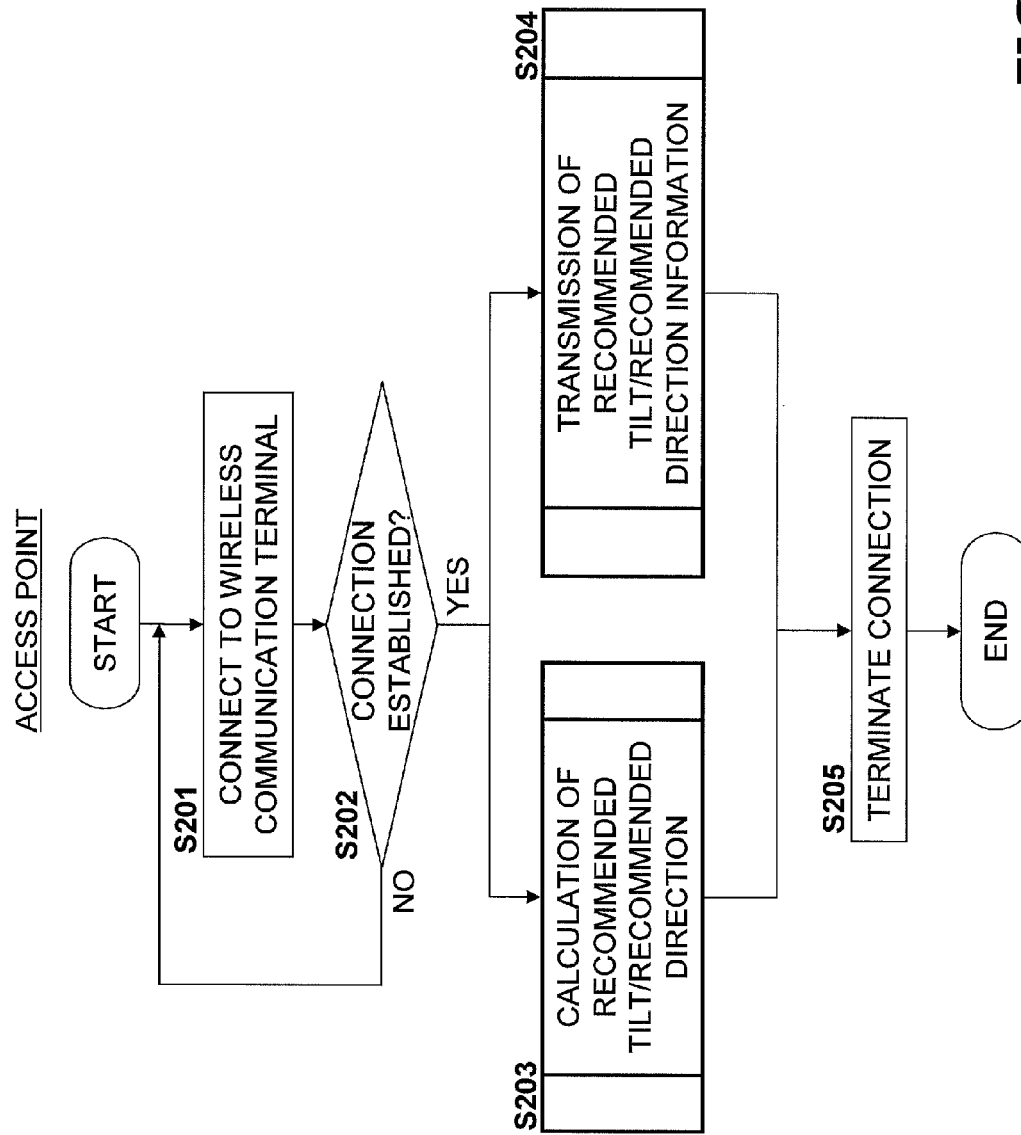 ACCESS POINT
START
S201
CONNECT TO WIRELESS
COMMUNICATION TERMINAL
S202
CONNECTION
ESTABLISHED?
NO
YES
S203
CALCULATION OF
RECOMMENDED
TILT/RECOMMENDED
DIRECTION
S204
TRANSMISSION OF
RECOMMENDED
TILT/RECOMMENDED
DIRECTION INFORMATION
S205
TERMINATE CONNECTION
END